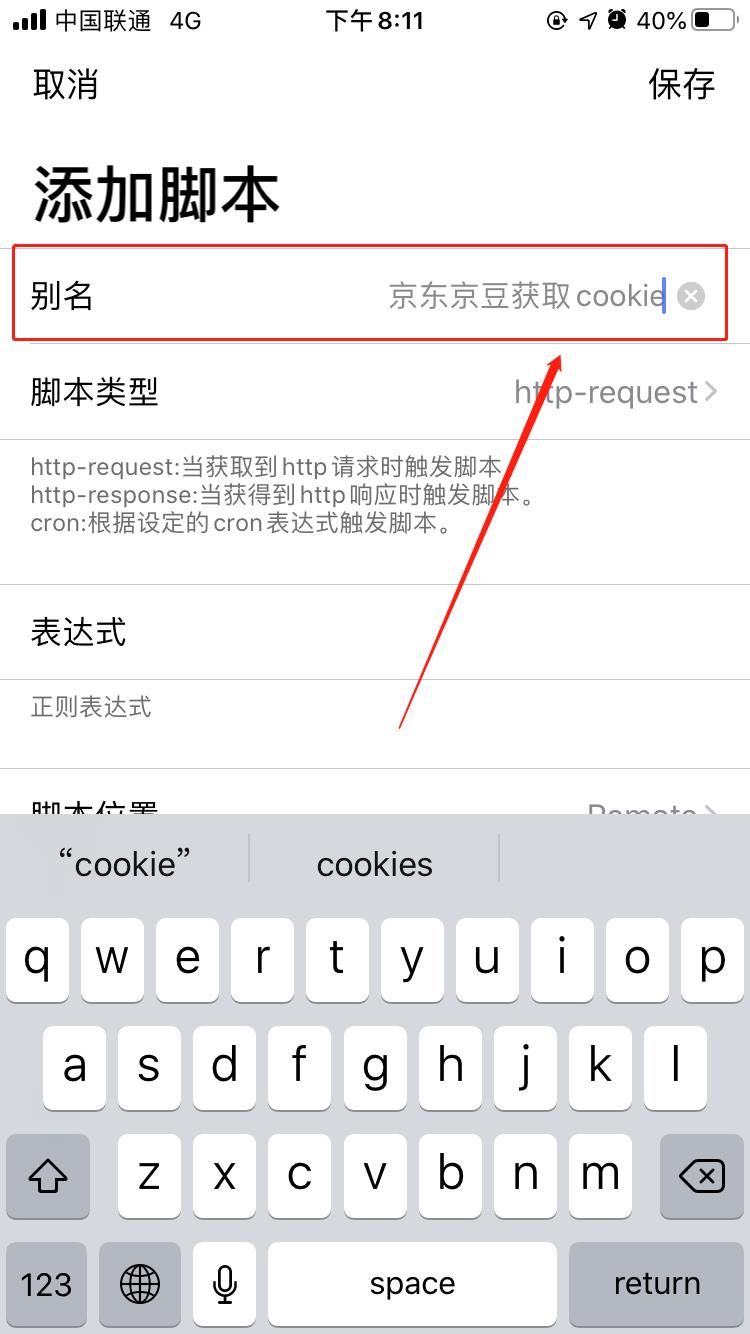 中国联通 4G 下午8:11 40%
取消 保存
添加脚本
别名 京东京豆获取cookie
脚本类型 http-request
http-request:当获取到http请求时触发脚本
http-response:当获得到http响应时触发脚本。
cron:根据设定的cron表达式触发脚本。
表达式
正则表达式
脚本位置 Remote
“cookie” cookies
q w e r t y u i o p
a s d f g h j k l
z x c v b n m
123 space return